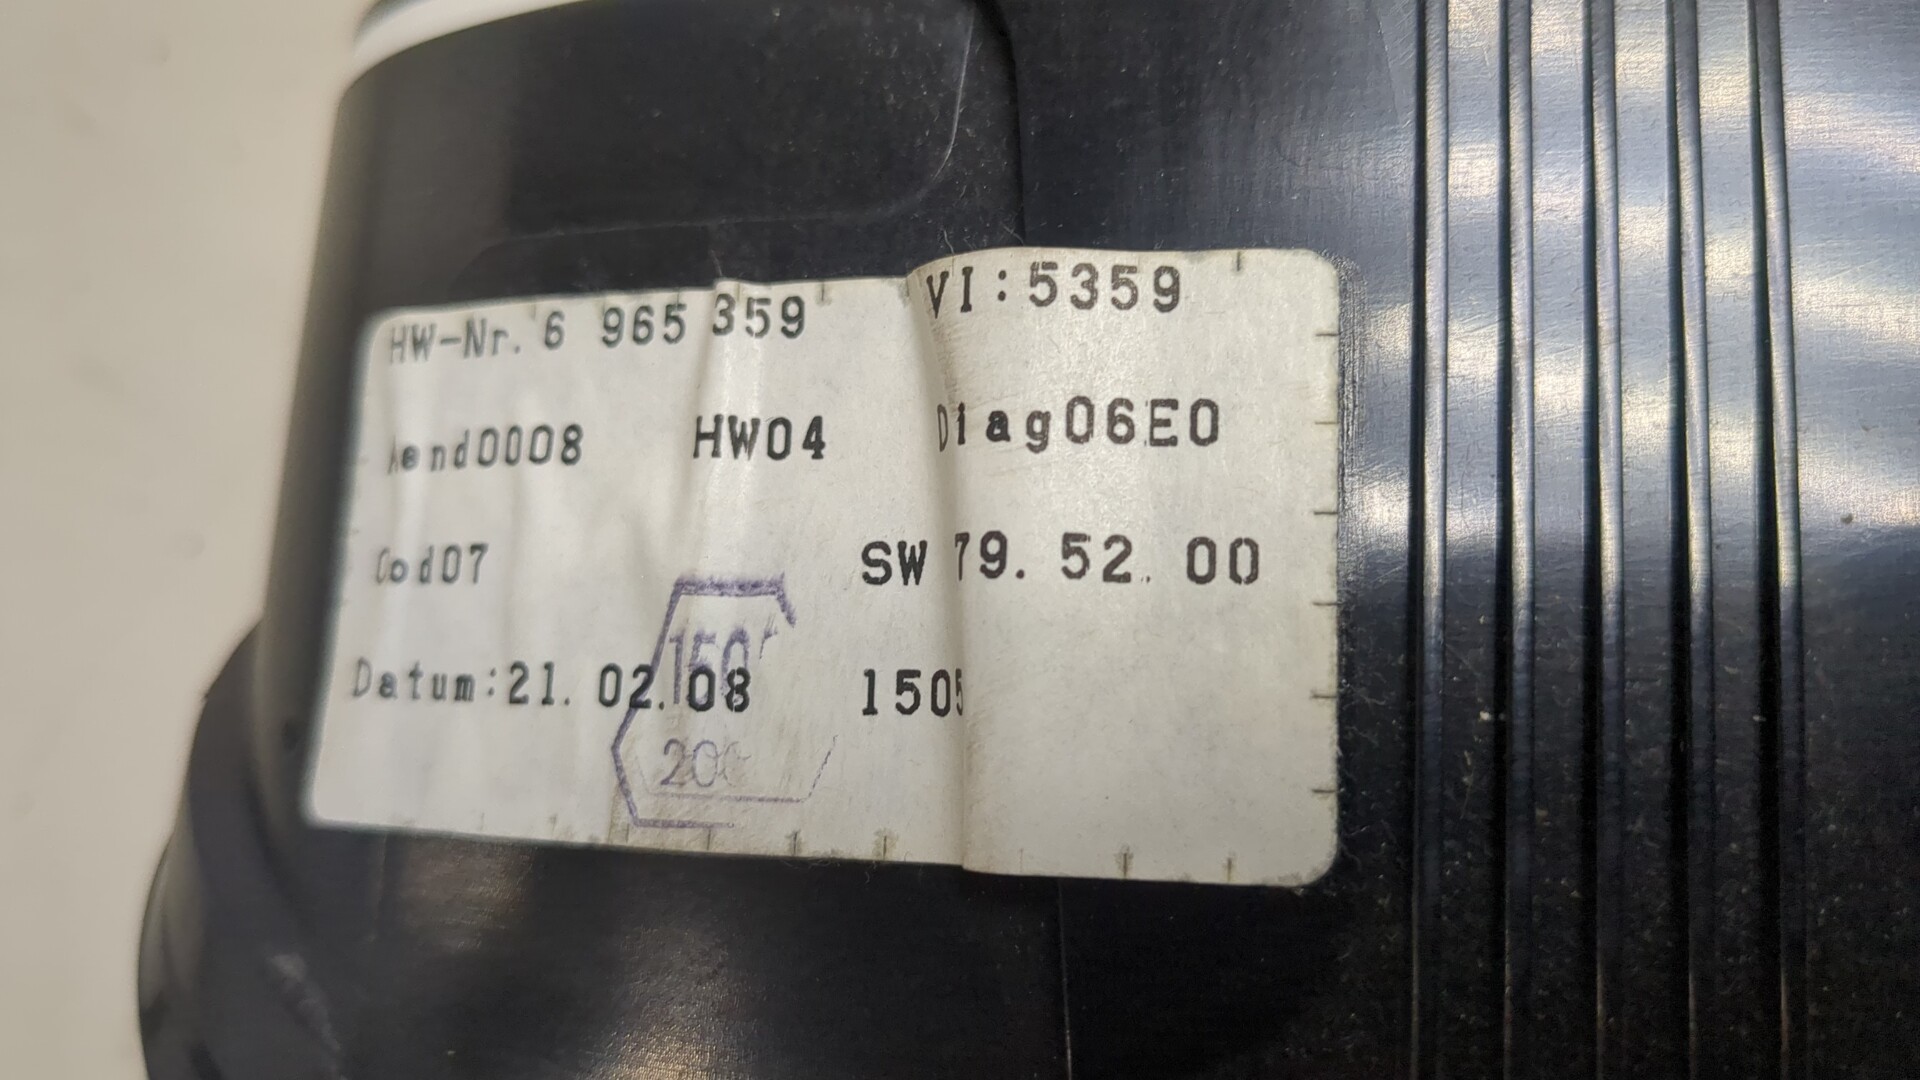 HW-Nr. 6 965 359 VI:5359
Aend0008 HW04 Diag06E0
Cod07 SW 79. 52. 00
Datum:21. 02. 08 1505